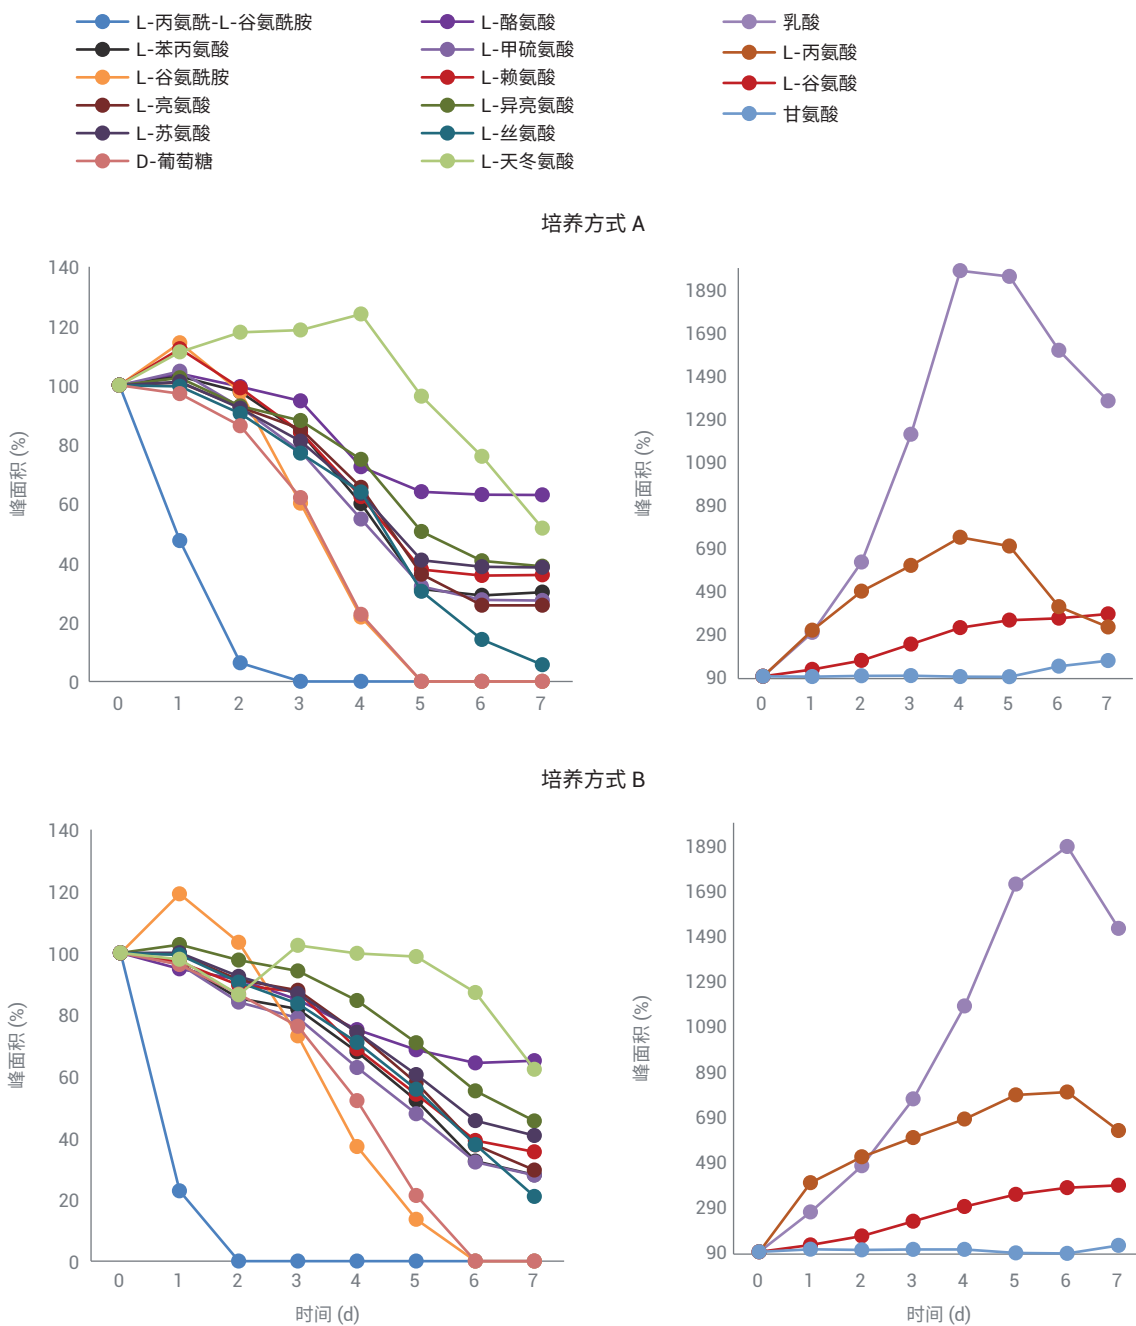 L-丙氨酰-L-谷氨酰胺
L-苯丙氨酸
L-谷氨酰胺
L-亮氨酸
L-苏氨酸
D-葡萄糖
L-酪氨酸
L-甲硫氨酸
L-赖氨酸
L-异亮氨酸
L-丝氨酸
L-天冬氨酸
乳酸
L-丙氨酸
L-谷氨酸
甘氨酸
培养方式 A
峰面积 (%)
140
120
100
80
60
40
20
0
0 1 2 3 4 5 6 7
峰面积 (%)
1890
1690
1490
1290
1090
890
690
490
290
90
0 1 2 3 4 5 6 7
培养方式 B
峰面积 (%)
140
120
100
80
60
40
20
0
0 1 2 3 4 5 6 7
时间 (d)
峰面积 (%)
1890
1690
1490
1290
1090
890
690
490
290
90
0 1 2 3 4 5 6 7
时间 (d)